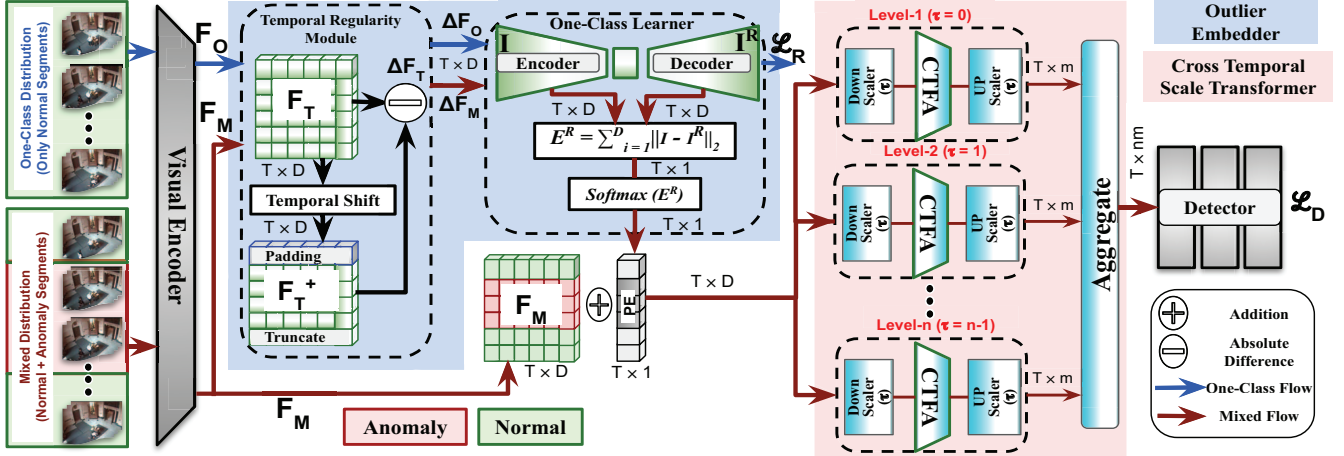 One-Class Distribution
(Only Normal Segments)
Mixed Distribution
(Normal + Anomaly Segments)
Visual Encoder
F_O
F_M
F_M
Temporal Regularity
Module
F_T
T × D
Temporal Shift
T × D
Padding
F_T^+
Truncate
ΔF_T
ΔF_O
T × D
ΔF_M
One-Class Learner
I
Encoder
I^R
Decoder
ℒ_R
T × D
T × D
E^R = ∑_{i = 1}^D ||I - I^R||_2
T × 1
Softmax (E^R)
T × 1
F_M
T × D
PE
T × 1
T × D
Anomaly
Normal
Level-1 (τ = 0)
Down
Scaler
(τ)
CTFA
UP
Scaler
(τ)
T × m
Level-2 (τ = 1)
Down
Scaler
(τ)
CTFA
UP
Scaler
(τ)
T × m
Level-n (τ = n-1)
Down
Scaler
(τ)
CTFA
UP
Scaler
(τ)
T × m
Aggregate
T × nm
Detector
ℒ_D
Outlier
Embedder
Cross Temporal
Scale Transformer
Addition
Absolute
Difference
One-Class Flow
Mixed Flow